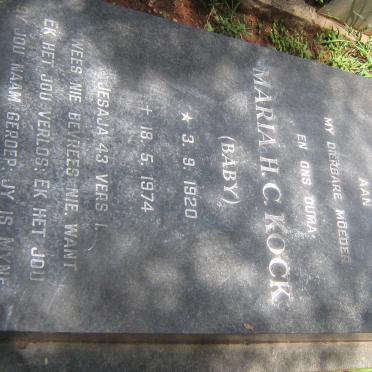 AAN
MY DIERBARE MOEDER
EN ONS OUMA
MARIA H. C. KOCK
(BABY)
★ 3. 9. 1920
+ 18. 5. 1974
JESAJA 43 VERS 1.
WEES NIE BEVREES NIE, WANT
EK HET JOU VERLOS; EK HET JOU
BY JOU NAAM GEROEP; JY IS MYNE